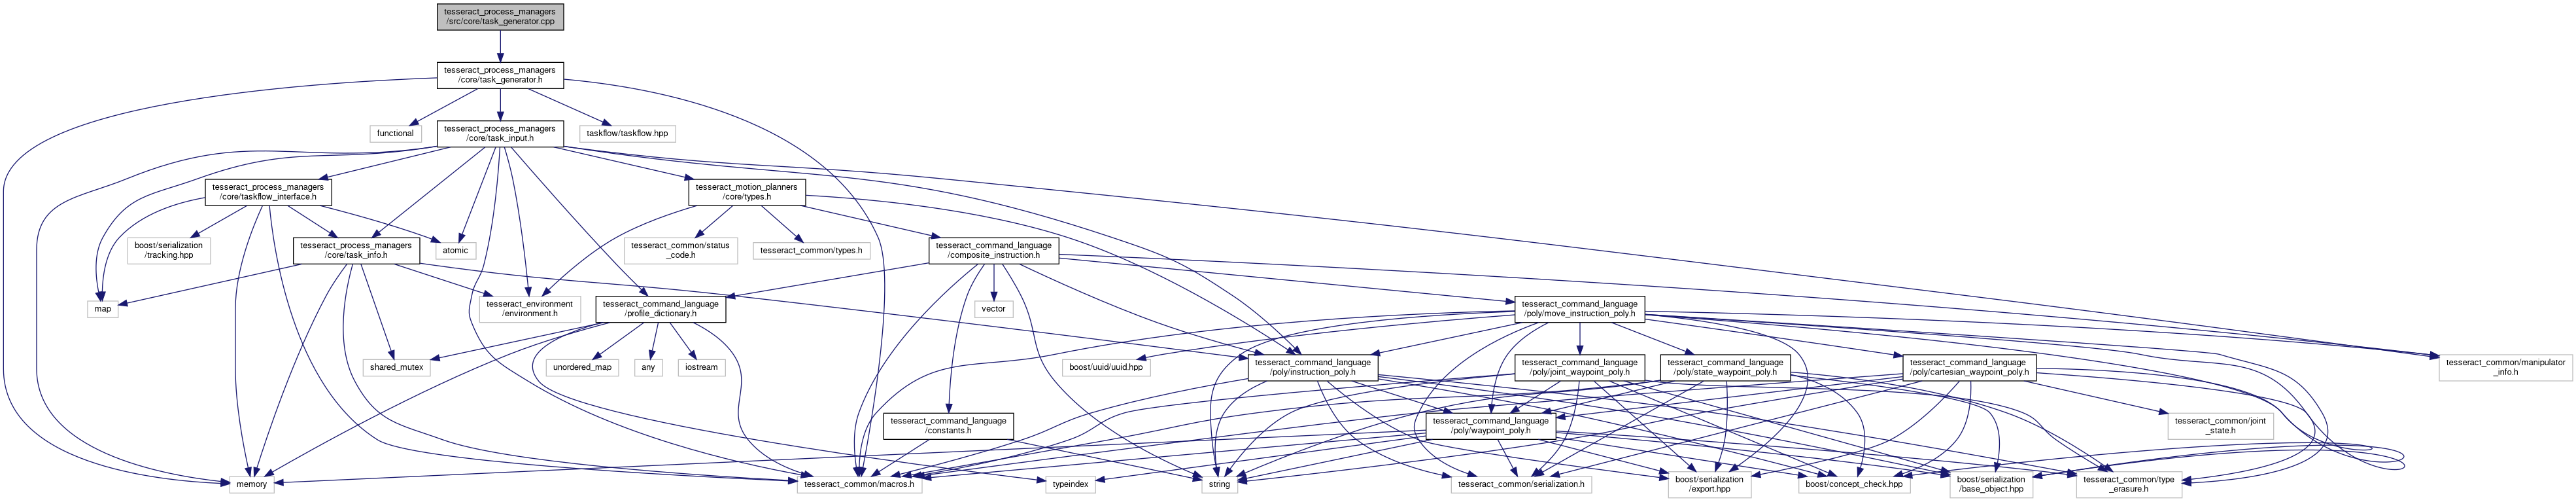 tesseract_process_managers
/src/core/task_generator.cpp
tesseract_process_managers
/core/task_generator.h
functional
tesseract_process_managers
/core/task_input.h
taskflow/taskflow.hpp
tesseract_process_managers
/core/taskflow_interface.h
tesseract_motion_planners
/core/types.h
boost/serialization
/tracking.hpp
tesseract_process_managers
/core/task_info.h
atomic
tesseract_common/status
_code.h
tesseract_common/types.h
tesseract_command_language
/composite_instruction.h
map
tesseract_environment
/environment.h
tesseract_command_language
/profile_dictionary.h
vector
tesseract_command_language
/poly/move_instruction_poly.h
shared_mutex
unordered_map
any
iostream
boost/uuid/uuid.hpp
tesseract_command_language
/poly/instruction_poly.h
tesseract_command_language
/poly/joint_waypoint_poly.h
tesseract_command_language
/poly/state_waypoint_poly.h
tesseract_command_language
/poly/cartesian_waypoint_poly.h
tesseract_common/manipulator
_info.h
tesseract_command_language
/constants.h
tesseract_command_language
/poly/waypoint_poly.h
tesseract_common/joint
_state.h
memory
tesseract_common/macros.h
typeindex
string
tesseract_common/serialization.h
boost/serialization
/export.hpp
boost/concept_check.hpp
boost/serialization
/base_object.hpp
tesseract_common/type
_erasure.h